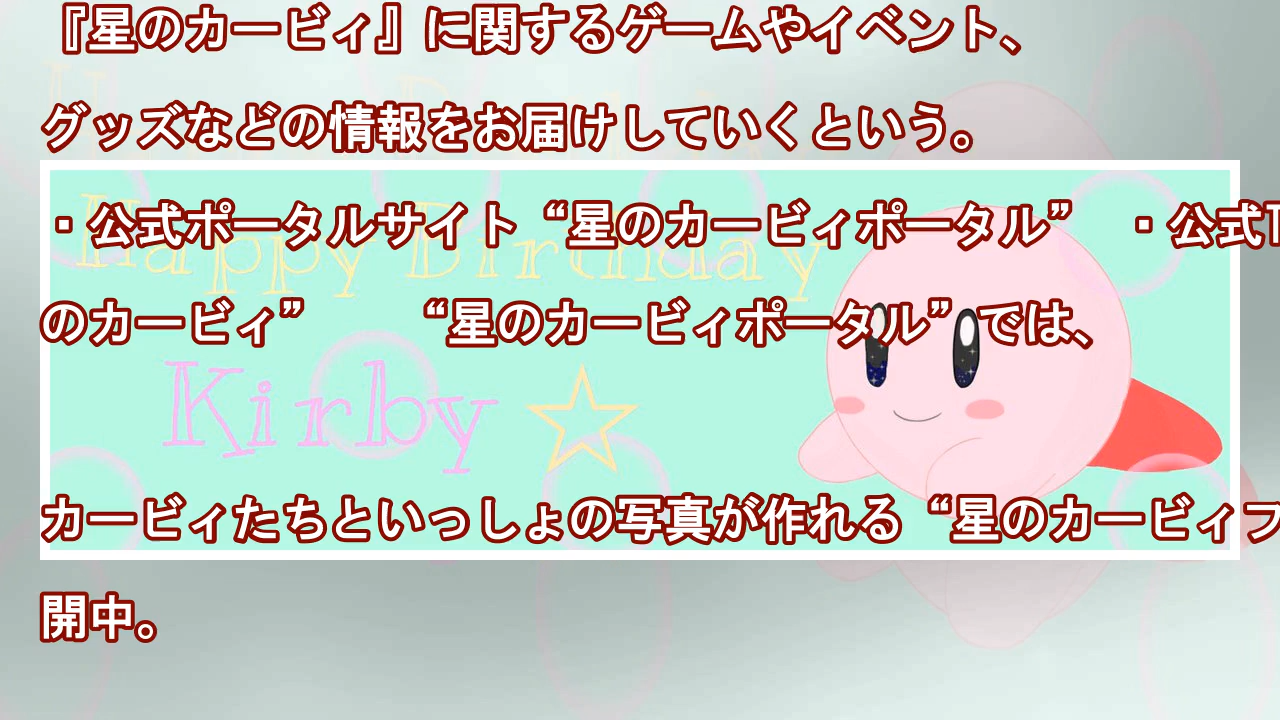 『星のカービィ』に関するゲームやイベント、
グッズなどの情報をお届けしていくという。
・公式ポータルサイト“星のカービィポータル” ・公式T
Happy Birthday
のカービィ” “星のカービィポータル”では、
Kirby
カービィたちといっしょの写真が作れる“星のカービィフ
開中。